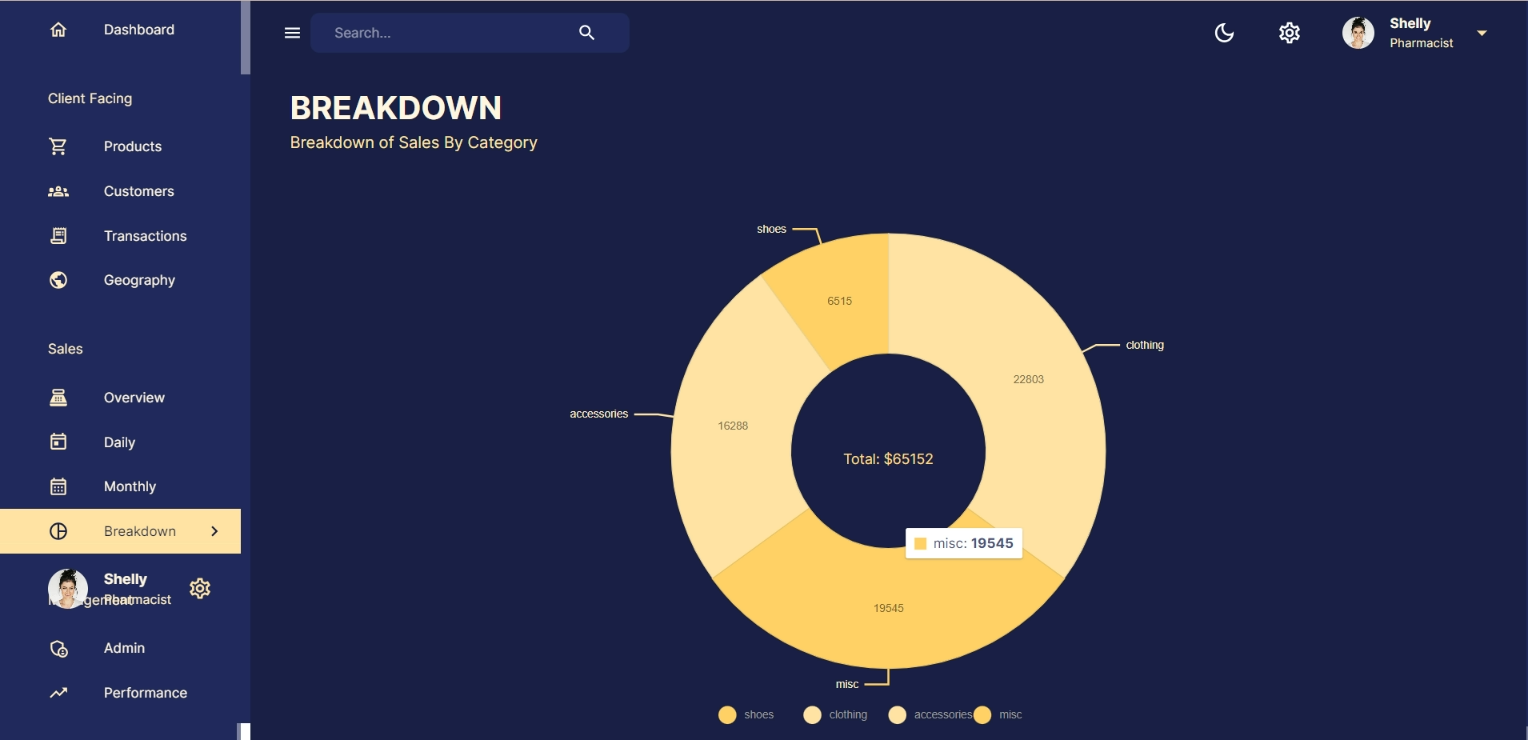 Dashboard
Client Facing
Products
Customers
Transactions
Geography
Sales
Overview
Daily
Monthly
Breakdown
Shelly
Pharmacist
Admin
Performance
Search...
Shelly
Pharmacist
BREAKDOWN
Breakdown of Sales By Category
shoes
6515
clothing
22803
accessories
16288
Total: $65152
misc: 19545
19545
misc
shoes clothing accessories misc